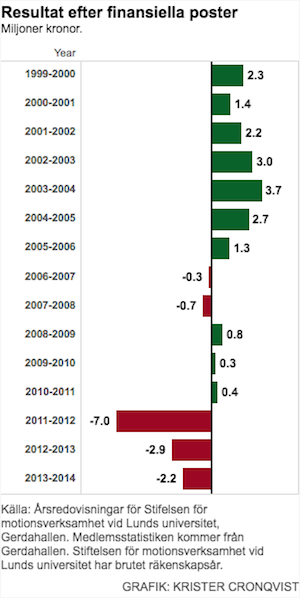 Resultat efter finansiella poster
Miljoner kronor.
Year
1999-2000 2.3
2000-2001 1.4
2001-2002 2.2
2002-2003 3.0
2003-2004 3.7
2004-2005 2.7
2005-2006 1.3
2006-2007 -0.3
2007-2008 -0.7
2008-2009 0.8
2009-2010 0.3
2010-2011 0.4
2011-2012 -7.0
2012-2013 -2.9
2013-2014 -2.2
Källa: Årsredovisningar för Stifelsen för
motionsverksamhet vid Lunds universitet,
Gerdahallen. Medlemsstatistiken kommer från
Gerdahallen. Stiftelsen för motionsverksamhet vid
Lunds universitet har brutet räkenskapsår.
GRAFIK: KRISTER CRONQVIST